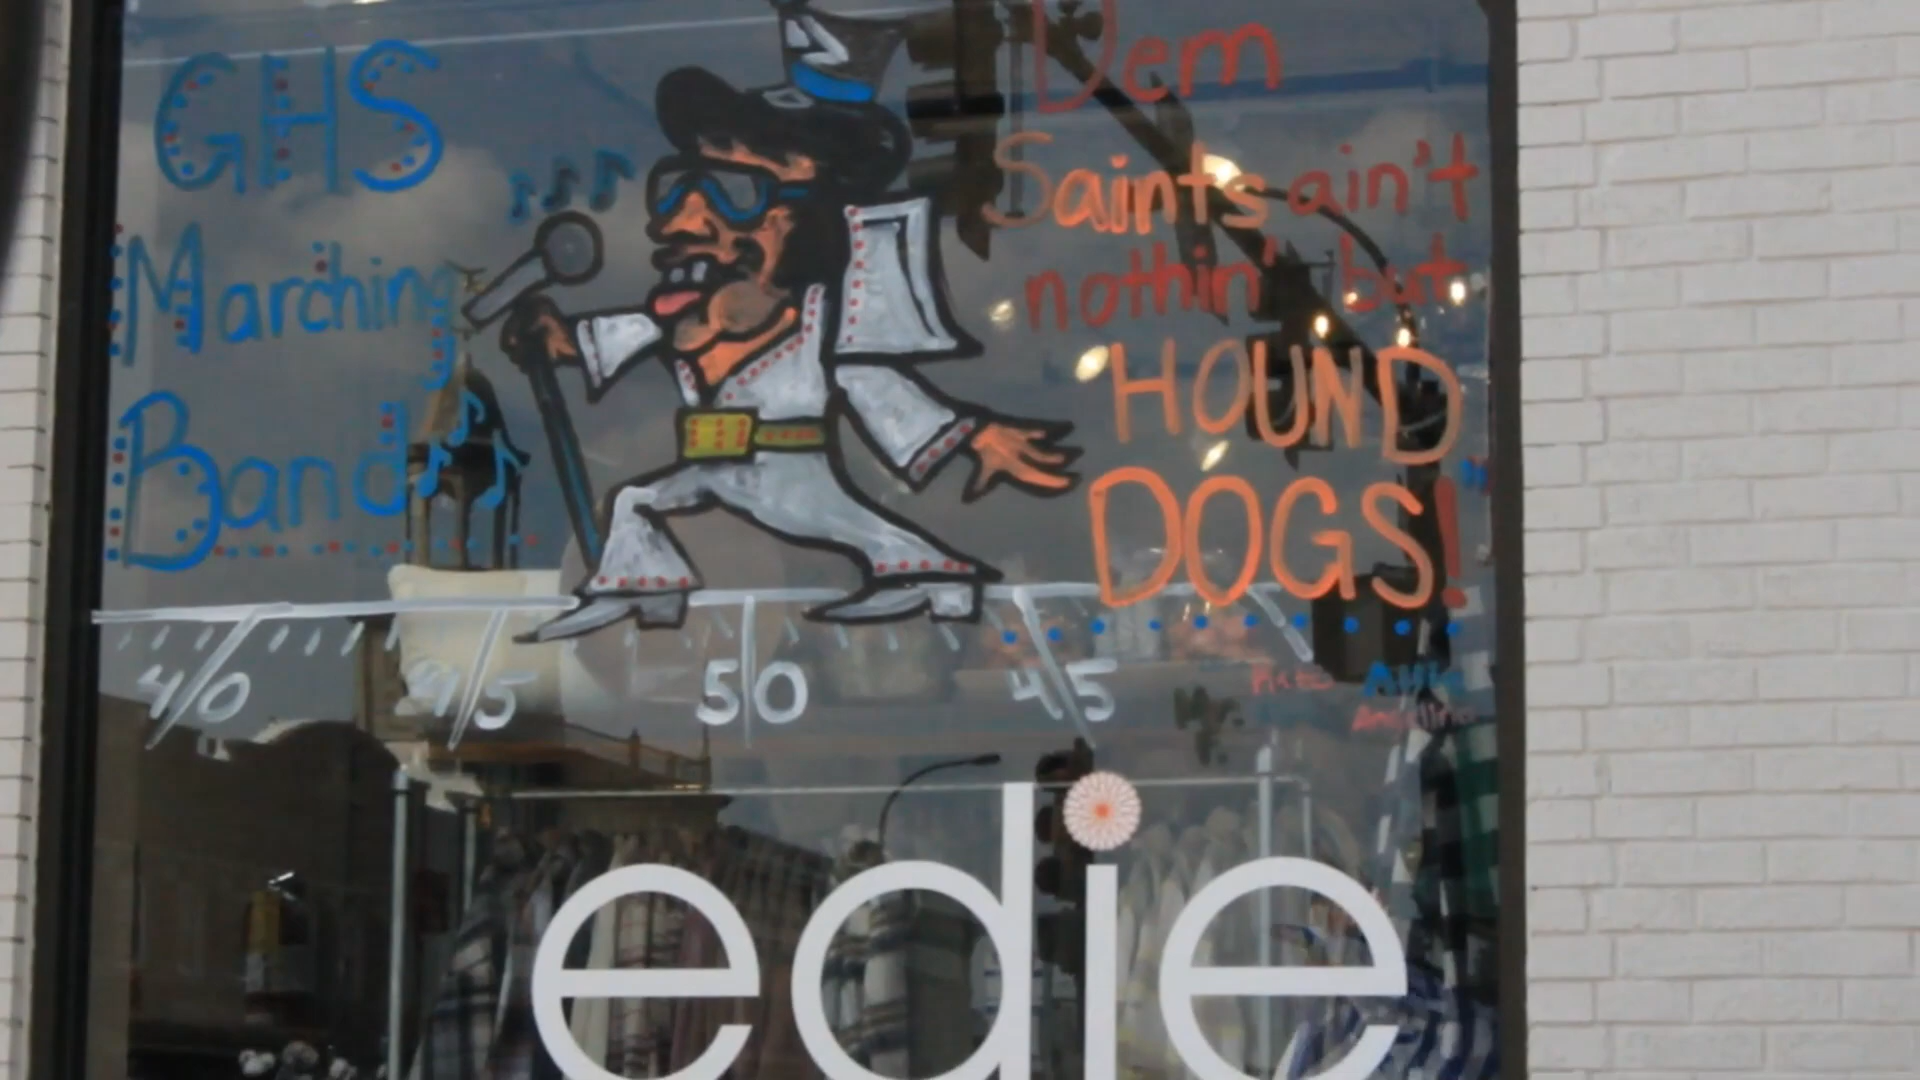 GHS
Marching
Band
Dem
Saints ain't
nothin' but
HOUND
DOGS!
40 45 50 45
edie